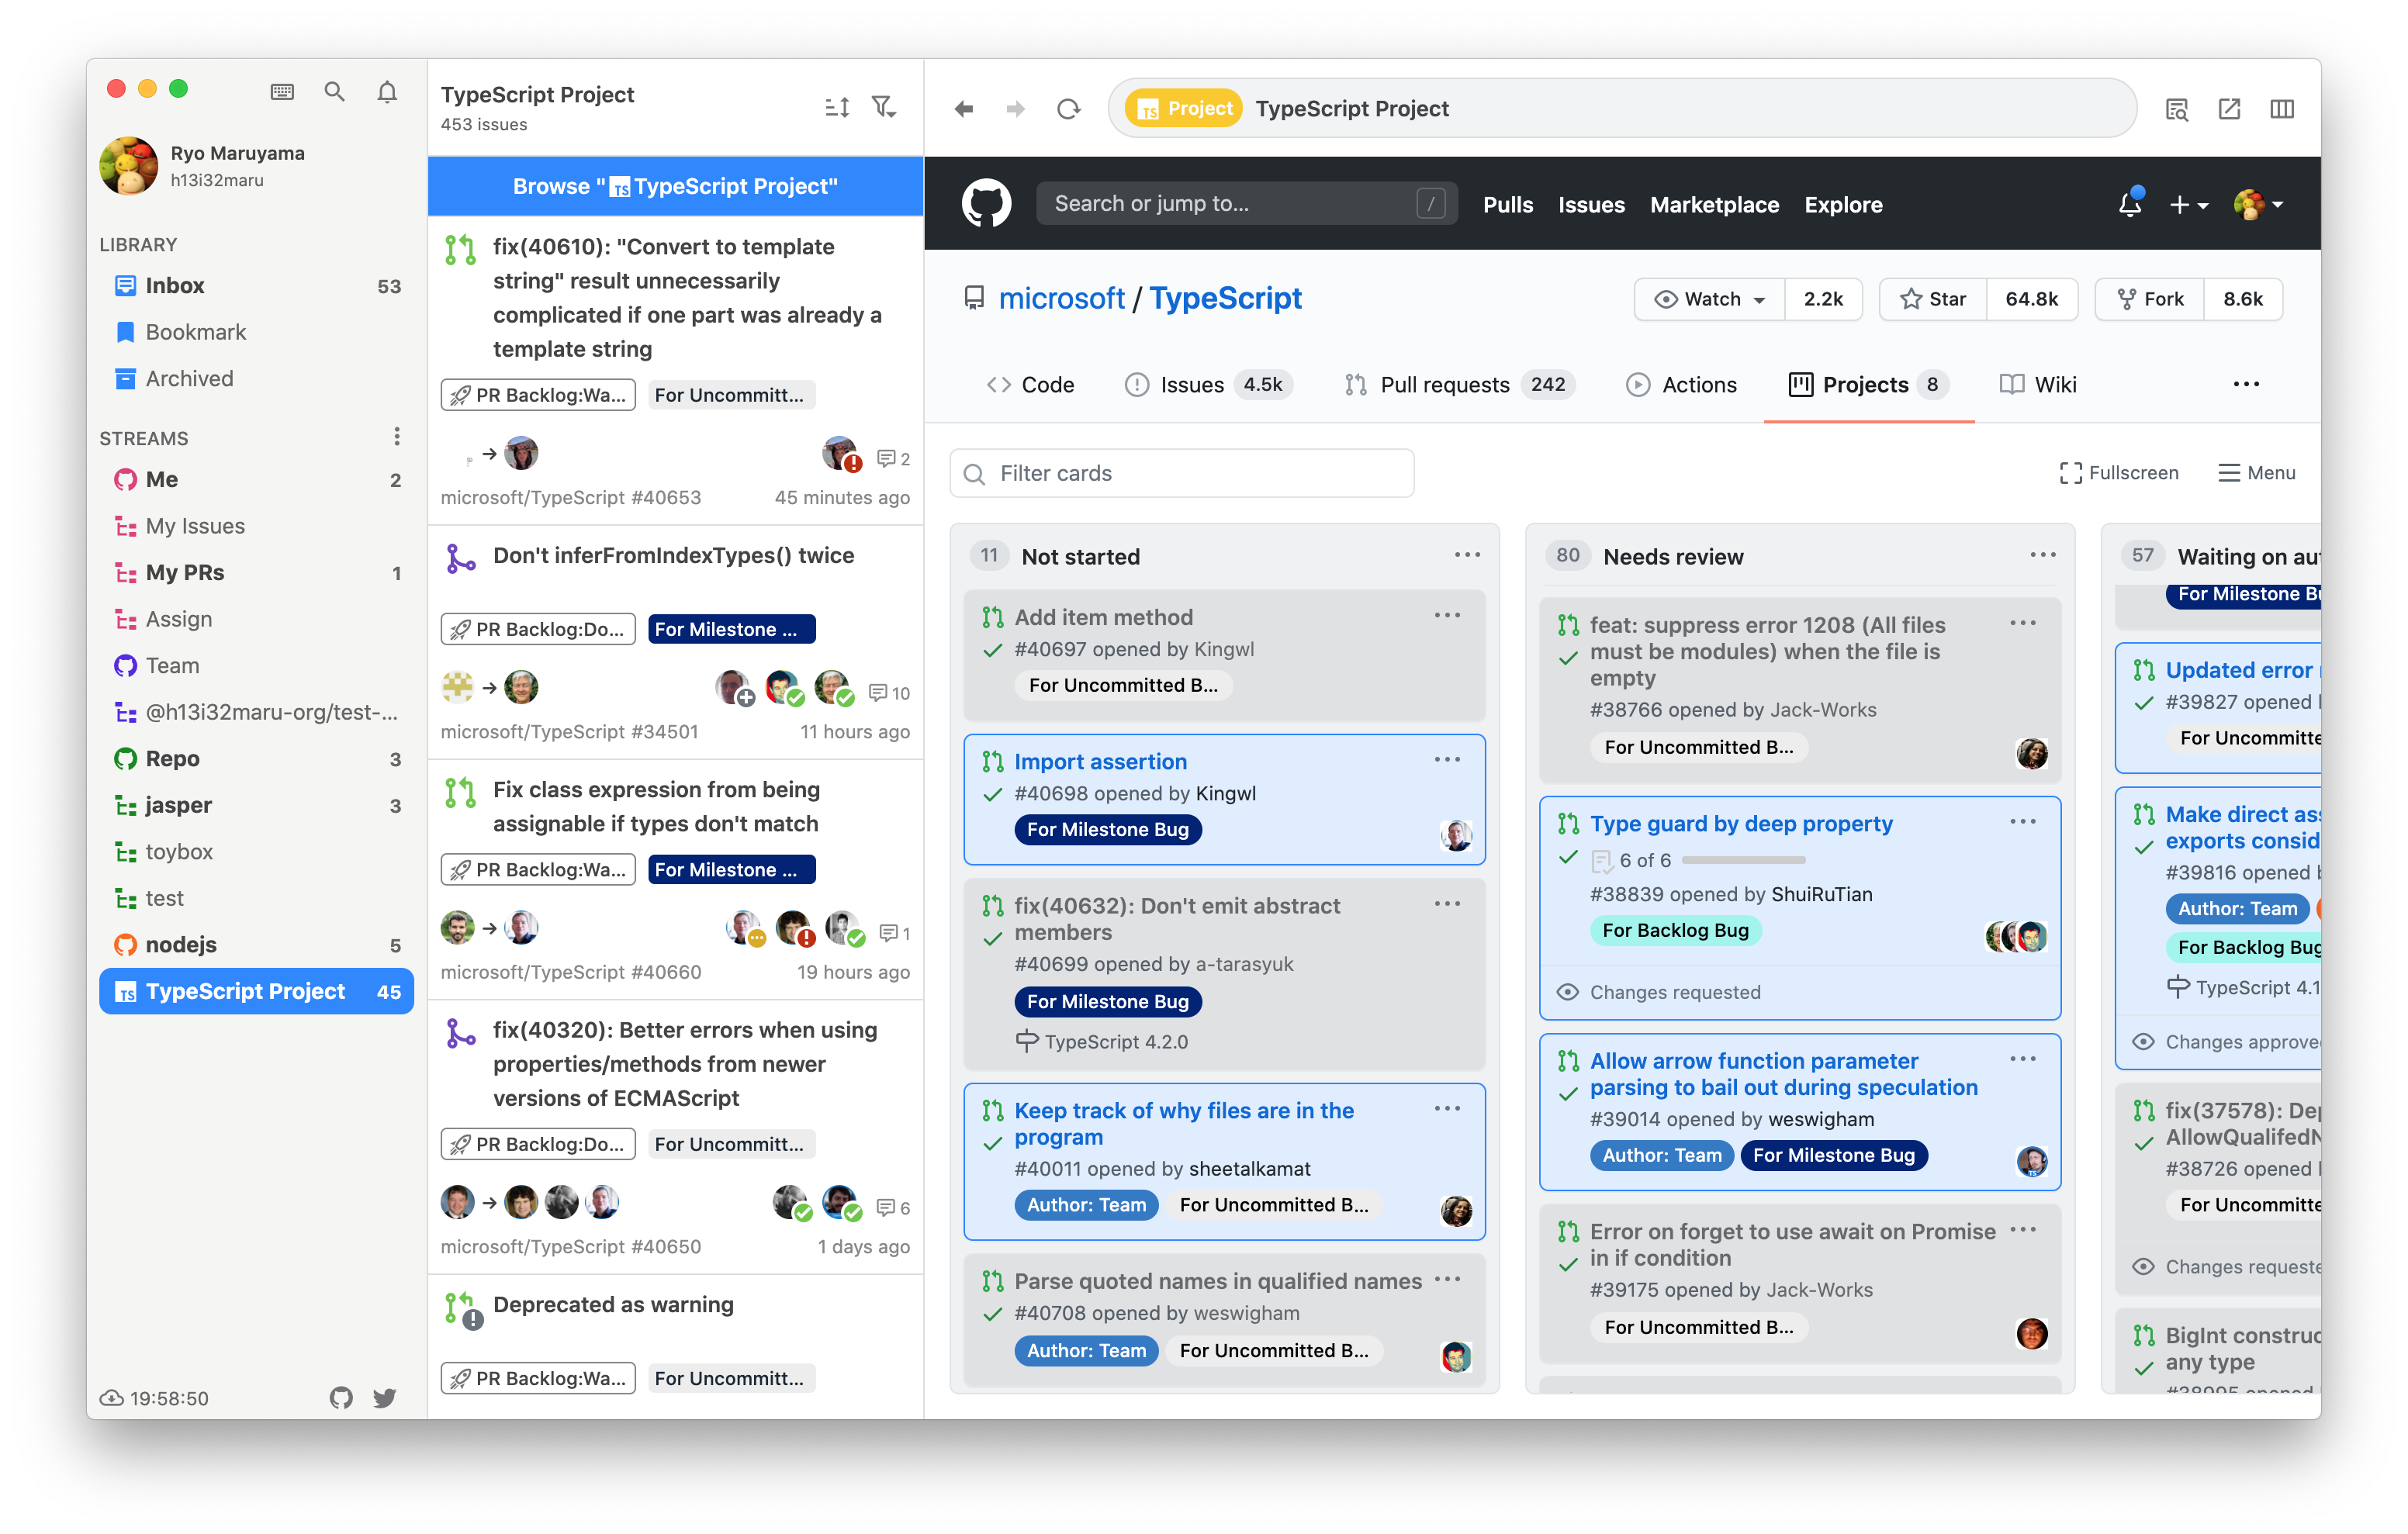 Ryo Maruyama
h13i32maru
LIBRARY
Inbox 53
Bookmark
Archived
STREAMS
Me 2
My Issues
My PRs 1
Assign
Team
@h13i32maru-org/test-...
Repo 3
jasper 3
toybox
test
nodejs 5
TS TypeScript Project 45
19:58:50
TypeScript Project
453 issues
Browse "TS TypeScript Project"
fix(40610): "Convert to template
string" result unnecessarily
complicated if one part was already a
template string
PR Backlog:Wa... For Uncommitt...
2
microsoft/TypeScript #40653 45 minutes ago
Don't inferFromIndexTypes() twice
PR Backlog:Do... For Milestone ...
10
microsoft/TypeScript #34501 11 hours ago
Fix class expression from being
assignable if types don't match
PR Backlog:Wa... For Milestone ...
1
microsoft/TypeScript #40660 19 hours ago
fix(40320): Better errors when using
properties/methods from newer
versions of ECMAScript
PR Backlog:Do... For Uncommitt...
6
microsoft/TypeScript #40650 1 days ago
Deprecated as warning
PR Backlog:Wa... For Uncommitt...
TS Project TypeScript Project
Search or jump to... / Pulls Issues Marketplace Explore
microsoft / TypeScript
Watch 2.2k Star 64.8k Fork 8.6k
Code Issues 4.5k Pull requests 242 Actions Projects 8 Wiki ...
Filter cards
Fullscreen Menu
11 Not started ...
Add item method ...
#40697 opened by Kingwl
For Uncommitted B...
Import assertion ...
#40698 opened by Kingwl
For Milestone Bug
fix(40632): Don't emit abstract ...
members
#40699 opened by a-tarasyuk
For Milestone Bug
TypeScript 4.2.0
Keep track of why files are in the ...
program
#40011 opened by sheetalkamat
Author: Team For Uncommitted B...
Parse quoted names in qualified names ...
#40708 opened by weswigham
Author: Team For Uncommitted B...
80 Needs review ...
feat: suppress error 1208 (All files ...
must be modules) when the file is
empty
#38766 opened by Jack-Works
For Uncommitted B...
Type guard by deep property ...
6 of 6
#38839 opened by ShuiRuTian
For Backlog Bug
Changes requested
Allow arrow function parameter ...
parsing to bail out during speculation
#39014 opened by weswigham
Author: Team For Milestone Bug
Error on forget to use await on Promise ...
in if condition
#39175 opened by Jack-Works
For Uncommitted B...
57 Waiting on au
For Milestone Bu
Updated error
#39827 opened
For Uncommitte
Make direct ass
exports consid
#39816 opened
Author: Team
For Backlog Bug
TypeScript 4.1
Changes approve
fix(37578): Dep
AllowQualifedN
#38726 opened
For Uncommitte
Changes requeste
BigInt construc
any type